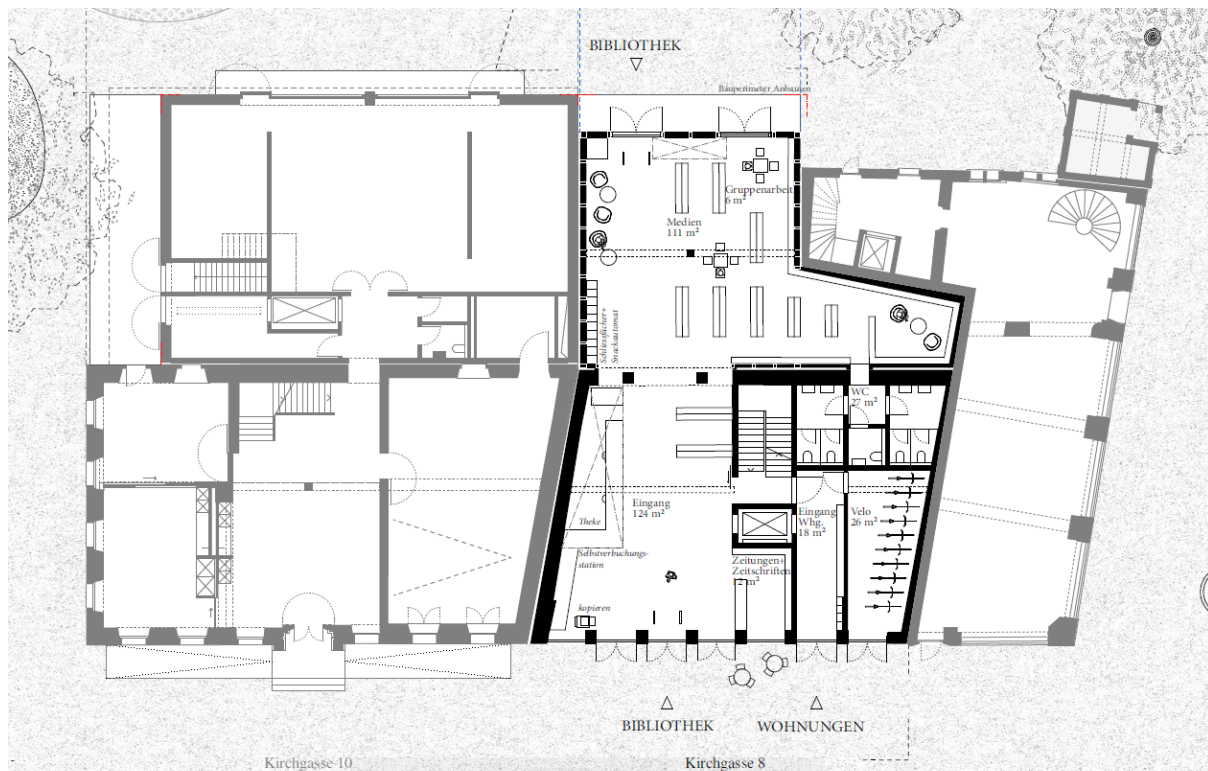 BIBLIOTHEK
Bauperimeter Anbauten
Gruppenarbeit
6 m²
Medien
111 m²
Schliessfächer+
Snackautomat
WC
27 m²
Eingang
124 m²
Theke
Eingang
Whg.
18 m²
Velo
26 m²
Selbstverbuchungs-
station
Zeitungen+
Zeitschriften
12 m²
kopieren
BIBLIOTHEK
WOHNUNGEN
Kirchgasse 10
Kirchgasse 8